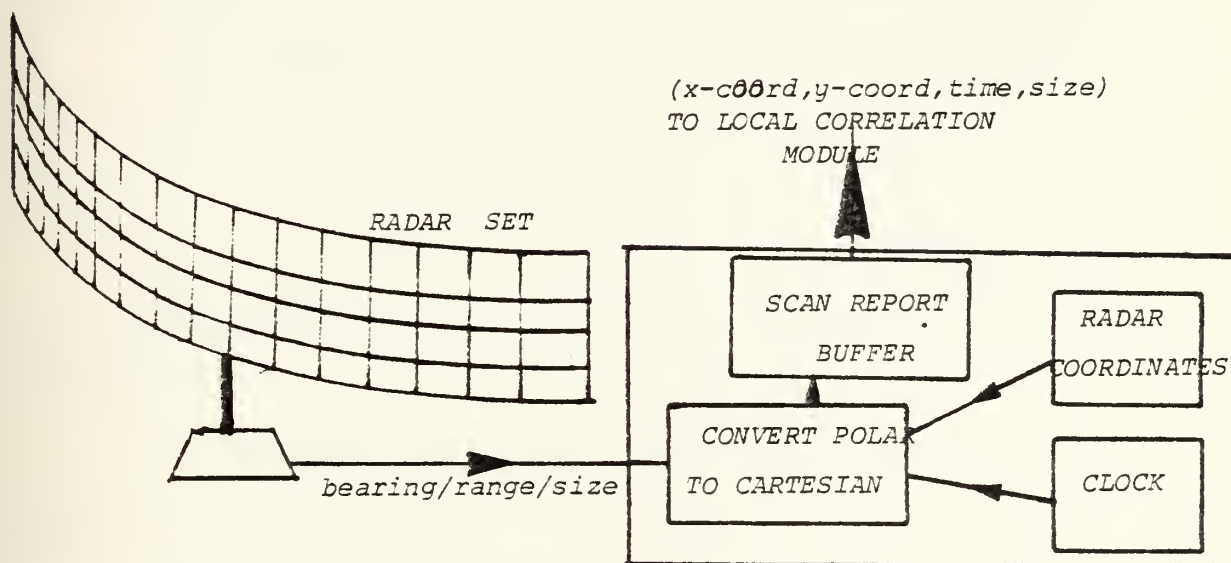 (x-c00rd,y-coord,time,size)
TO LOCAL CORRELATION
MODULE
RADAR SET
SCAN REPORT
BUFFER
RADAR
COORDINATES
CONVERT POLAR
TO CARTESIAN
CLOCK
bearing/range/size